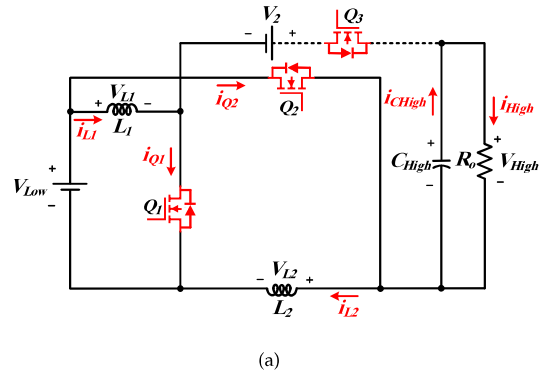 V2
Q3
− +
iQ2
Q2
iCHigh
iHigh
VL1
+ −
iL1
L1
iQ1
+
VLow
−
Q1
+
CHigh
−
Ro
+
VHigh
−
VL2
− +
L2
iL2
(a)